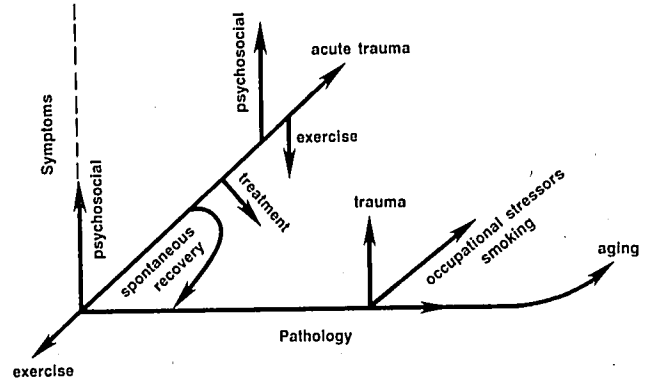 acute trauma
psychosocial
Symptoms
exercise
psychosocial
treatment
trauma
spontaneous
recovery
occupational stressors
smoking
aging
Pathology
exercise